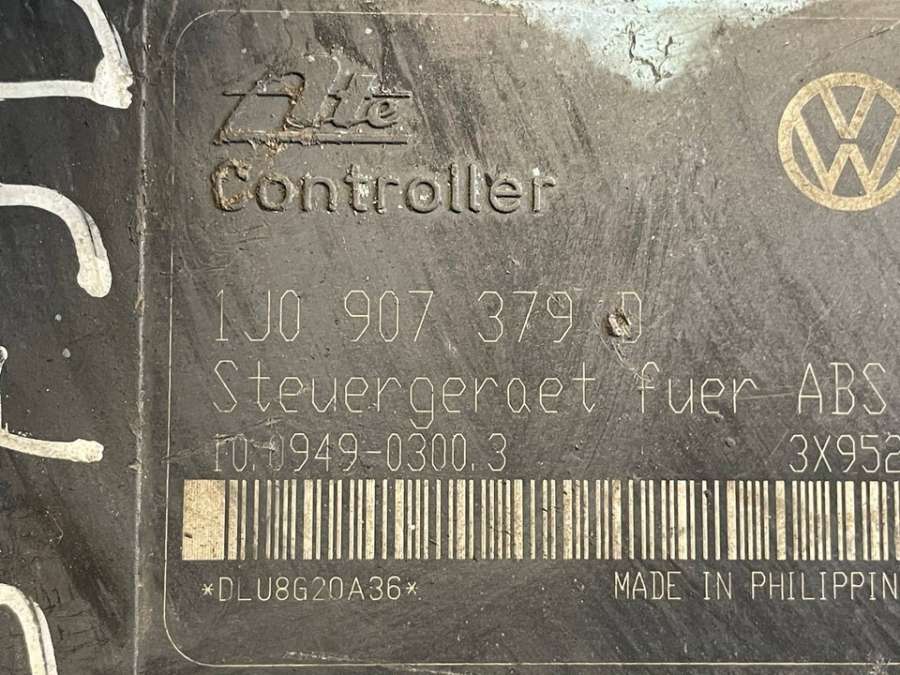 Ate
Controller
1J0 907 379 D
Steuergeraet fuer ABS
10.0949-0300.3 3X952
*DLU8G20A36*
MADE IN PHILIPPIN